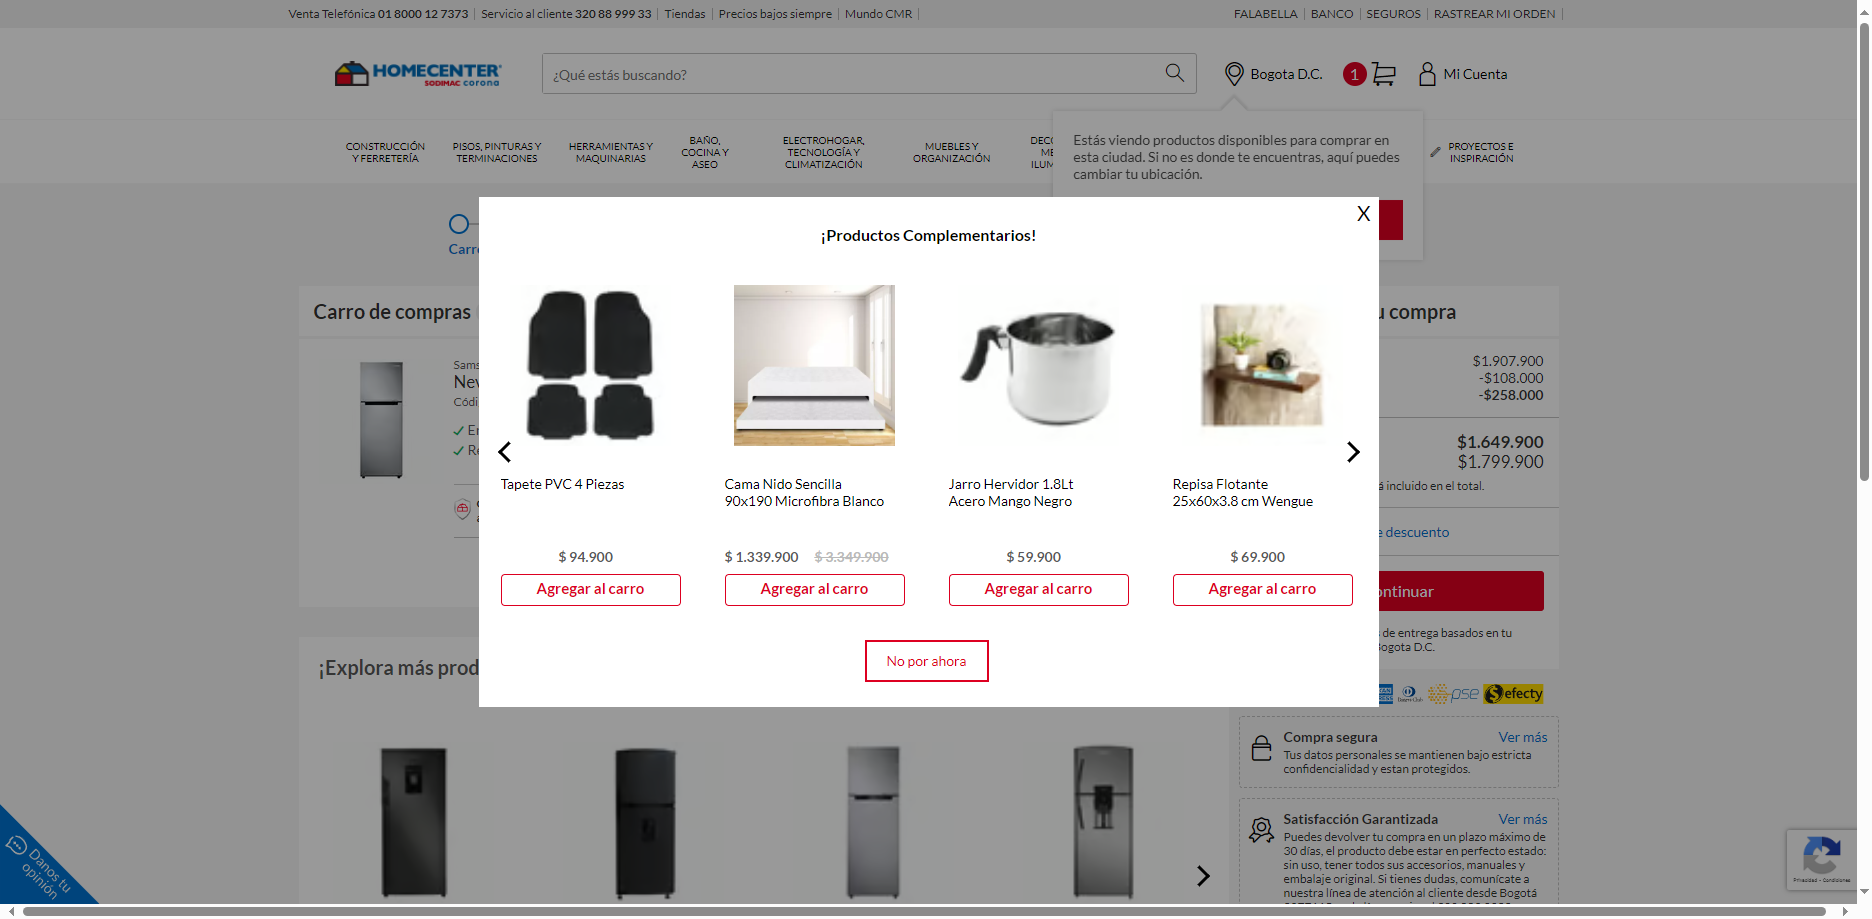 Venta Telefónica 01 8000 12 7373
Servicio al cliente 320 88 999 33
Tiendas
Precios bajos siempre
Mundo CMR
FALABELLA
BANCO
SEGUROS
RASTREAR MI ORDEN
HOMECENTER
SODIMAC corona
¿Qué estás buscando?
Bogota D.C.
1
Mi Cuenta
CONSTRUCCIÓN
Y FERRETERÍA
PISOS, PINTURAS Y
TERMINACIONES
HERRAMIENTAS Y
MAQUINARIAS
BAÑO,
COCINA Y
ASEO
ELECTROHOGAR,
TECNOLOGÍA Y
CLIMATIZACIÓN
MUEBLES Y
ORGANIZACIÓN
PROYECTOS E
INSPIRACIÓN
Estás viendo productos disponibles para comprar en
esta ciudad. Si no es donde te encuentras, aquí puedes
cambiar tu ubicación.
X
¡Productos Complementarios!
Tapete PVC 4 Piezas
$ 94.900
Agregar al carro
Cama Nido Sencilla
90x190 Microfibra Blanco
$ 1.339.900 $ 3.349.900
Agregar al carro
Jarro Hervidor 1.8Lt
Acero Mango Negro
$ 59.900
Agregar al carro
Repisa Flotante
25x60x3.8 cm Wengue
$ 69.900
Agregar al carro
No por ahora
Carro de compras
compra
$1.907.900
-$108.000
-$258.000
$1.649.900
$1.799.900
incluido en el total.
descuento
de entrega basados en tu
Bogota D.C.
pse
efecty
¡Explora más
Compra segura
Ver más
Tus datos personales se mantienen bajo estricta
confidencialidad y estan protegidos.
Satisfacción Garantizada
Ver más
Puedes devolver tu compra en un plazo máximo de
30 días, el producto debe estar en perfecto estado:
sin uso, tener todos sus accesorios, manuales y
embalaje original. Si tienes dudas, comunícate a
nuestra línea de atención al cliente desde Bogotá
Danos tu
opinión
Privacidad - Condiciones